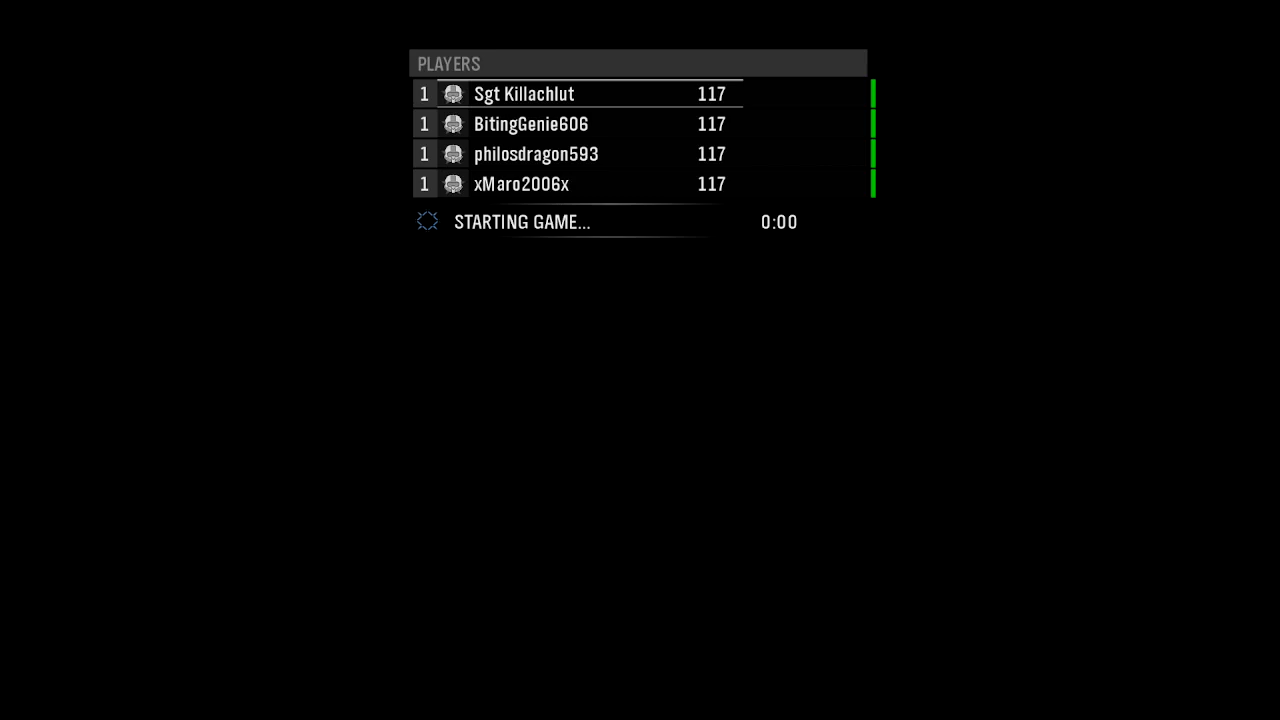 PLAYERS
1 Sgt Killachlut 117
1 BitingGenie606 117
1 philosdragon593 117
1 xMaro2006x 117
STARTING GAME... 0:00